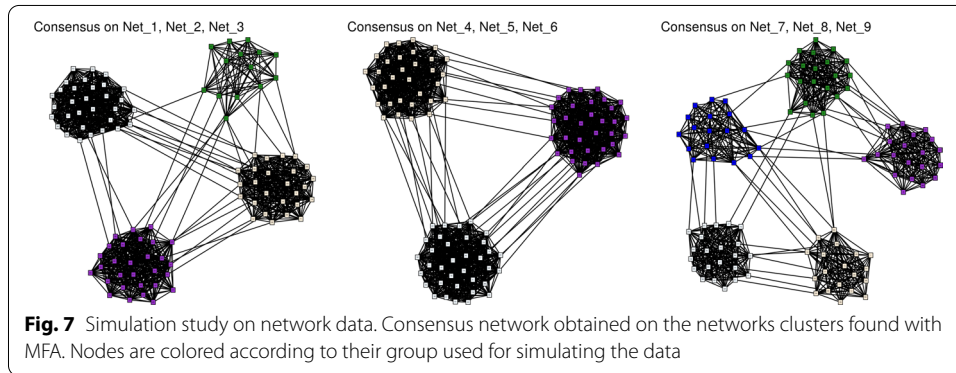 Consensus on Net_1, Net_2, Net_3
Consensus on Net_4, Net_5, Net_6
Consensus on Net_7, Net_8, Net_9
Fig. 7 Simulation study on network data. Consensus network obtained on the networks clusters found with
MFA. Nodes are colored according to their group used for simulating the data